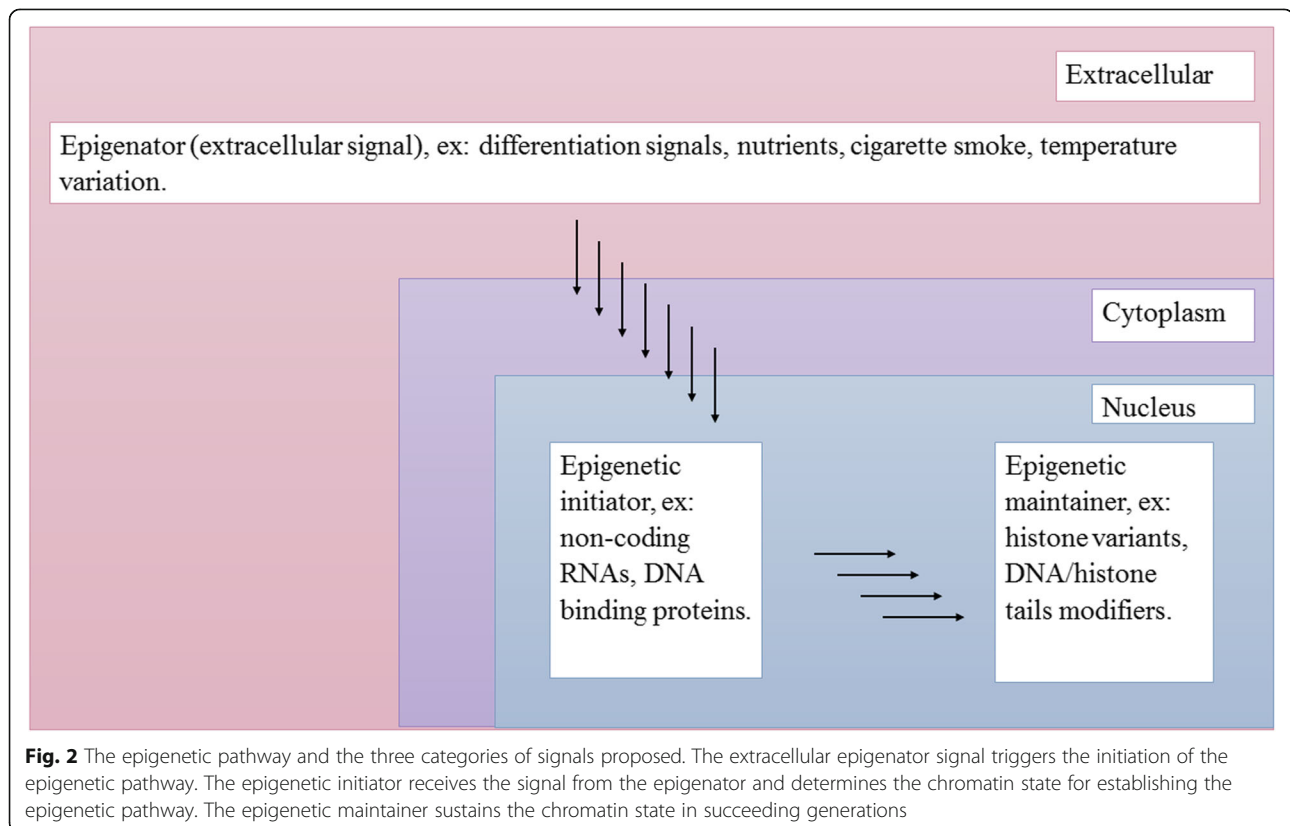 Extracellular
Epigenator (extracellular signal), ex: differentiation signals, nutrients, cigarette smoke, temperature
variation.
Cytoplasm
Nucleus
Epigenetic
initiator, ex:
non-coding
RNAs, DNA
binding proteins.
Epigenetic
maintainer, ex:
histone variants,
DNA/histone
tails modifiers.
Fig. 2 The epigenetic pathway and the three categories of signals proposed. The extracellular epigenator signal triggers the initiation of the
epigenetic pathway. The epigenetic initiator receives the signal from the epigenator and determines the chromatin state for establishing the
epigenetic pathway. The epigenetic maintainer sustains the chromatin state in succeeding generations